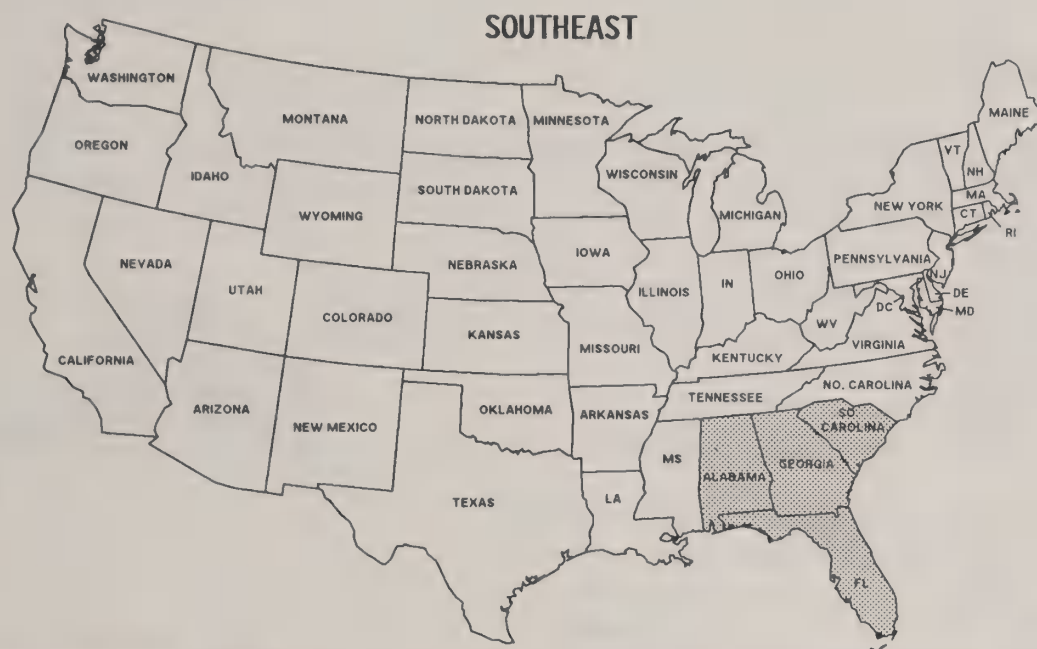 SOUTHEAST
WASHINGTON
MONTANA
NORTH DAKOTA
MINNESOTA
MAINE
OREGON
IDAHO
SOUTH DAKOTA
WISCONSIN
MICHIGAN
VT
NH
NEW YORK
MA
CT
RI
WYOMING
NEVADA
UTAH
COLORADO
NEBRASKA
IOWA
ILLINOIS
IN
OHIO
PENNSYLVANIA
NJ
DE
MD
DC
WV
VIRGINIA
CALIFORNIA
KANSAS
MISSOURI
KENTUCKY
ARIZONA
NEW MEXICO
OKLAHOMA
ARKANSAS
TENNESSEE
NO. CAROLINA
SO
CAROLINA
TEXAS
LA
MS
ALABAMA
GEORGIA
FL